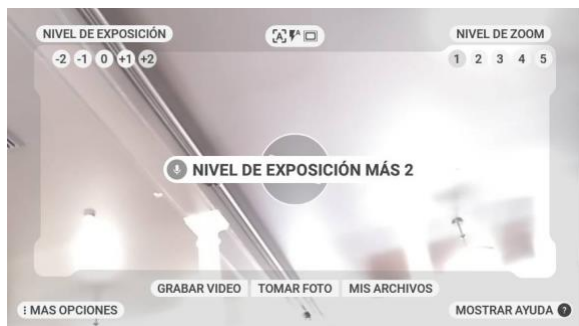 NIVEL DE EXPOSICIÓN
-2 -1 0 +1 +2
A A
NIVEL DE ZOOM
1 2 3 4 5
NIVEL DE EXPOSICIÓN MÁS 2
GRABAR VIDEO TOMAR FOTO MIS ARCHIVOS
MAS OPCIONES
MOSTRAR AYUDA ?